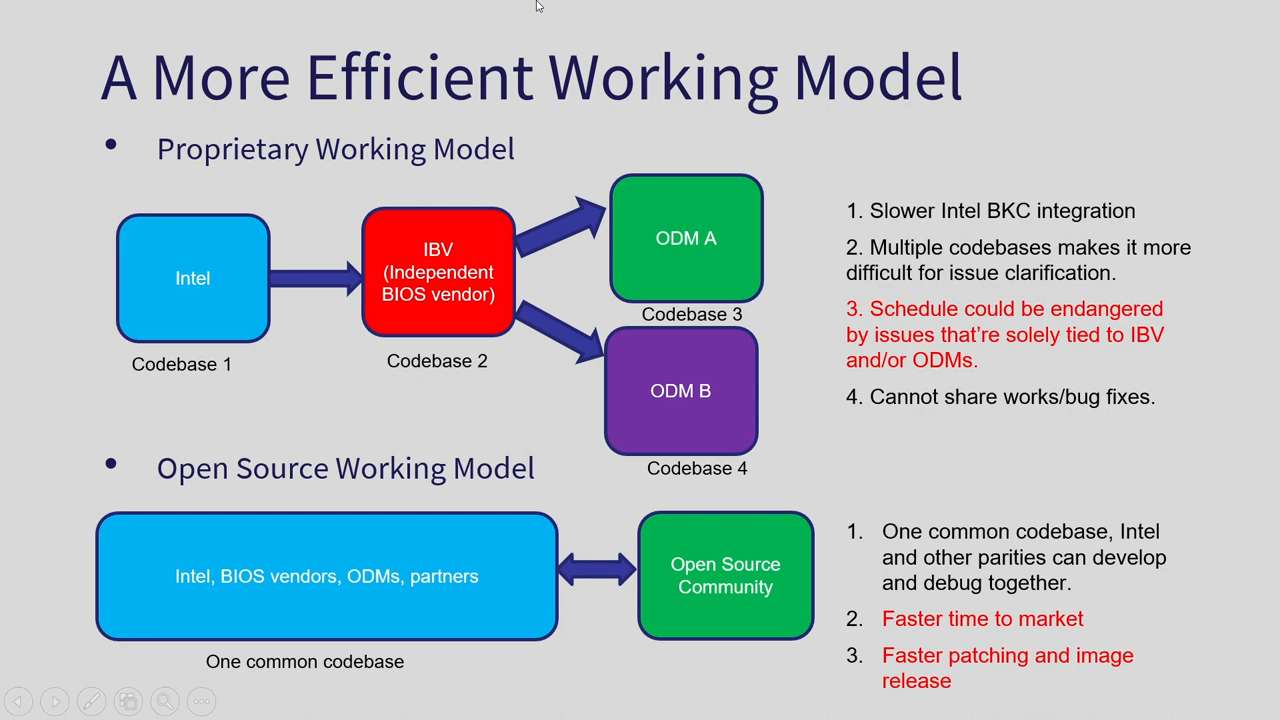 A More Efficient Working Model
• Proprietary Working Model
Intel
Codebase 1
IBV
(Independent
BIOS vendor)
Codebase 2
ODM A
Codebase 3
ODM B
Codebase 4
1. Slower Intel BKC integration
2. Multiple codebases makes it more
difficult for issue clarification.
3. Schedule could be endangered
by issues that're solely tied to IBV
and/or ODMs.
4. Cannot share works/bug fixes.
• Open Source Working Model
Intel, BIOS vendors, ODMs, partners
One common codebase
Open Source
Community
1. One common codebase, Intel
and other parities can develop
and debug together.
2. Faster time to market
3. Faster patching and image
release